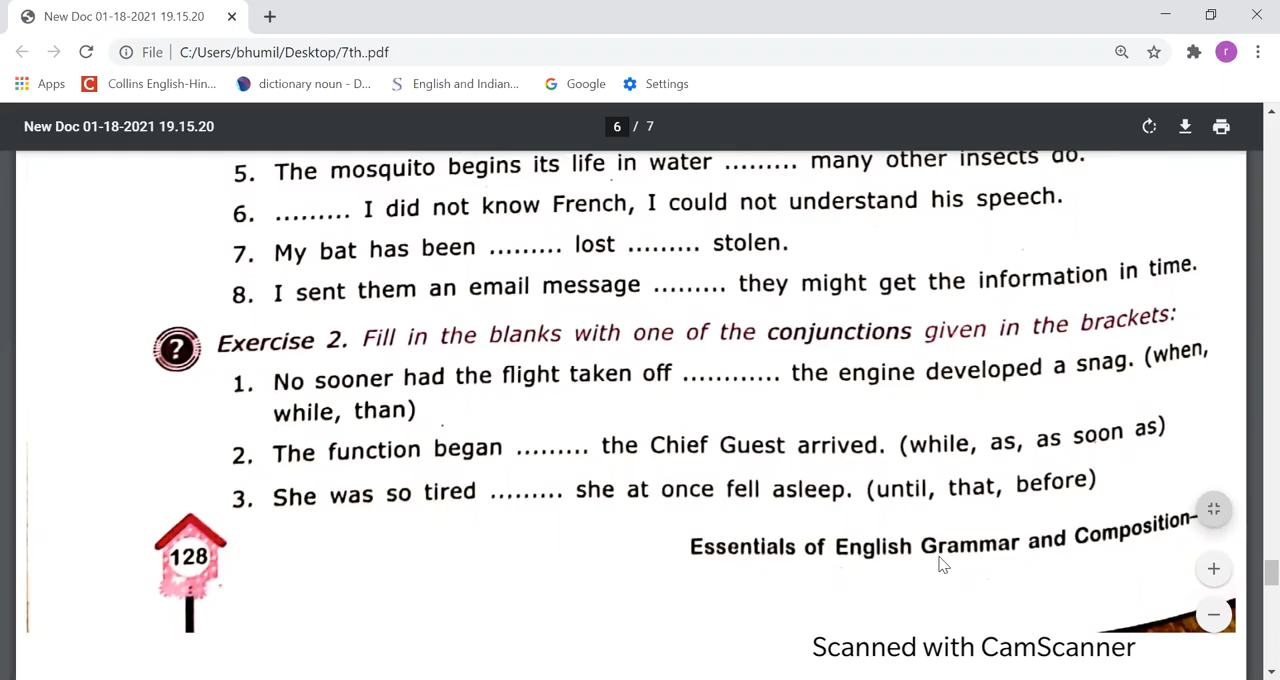 New Doc 01-18-2021 19.15.20
File | C:/Users/bhumil/Desktop/7th..pdf
r
Apps Collins English-Hin... dictionary noun - D... English and Indian... Google Settings
New Doc 01-18-2021 19.15.20 6 / 7
5. The mosquito begins its life in water ......... many other insects do.
6. ......... I did not know French, I could not understand his speech.
7. My bat has been ......... lost ......... stolen.
8. I sent them an email message ......... they might get the information in time.
? Exercise 2. Fill in the blanks with one of the conjunctions given in the brackets:
1. No sooner had the flight taken off ............ the engine developed a snag. (when,
while, than)
2. The function began ......... the Chief Guest arrived. (while, as, as soon as)
3. She was so tired ......... she at once fell asleep. (until, that, before)
128
Essentials of English Grammar and Composition-
Scanned with CamScanner